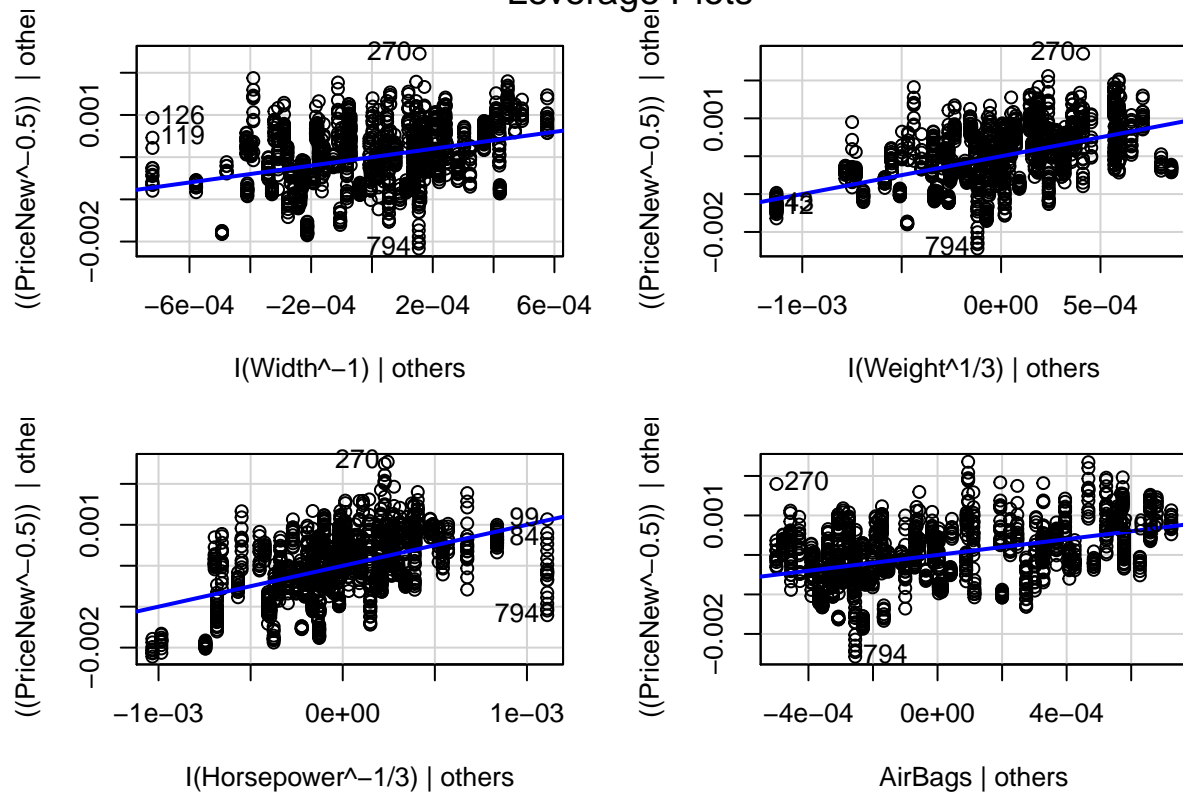 Leverage Plots
270
126
119
794
0.001
−0.002
((PriceNew^−0.5)) | other
−6e−04 −2e−04 2e−04 6e−04
I(Width^−1) | others
270
794
0.001
−0.002
((PriceNew^−0.5)) | other
−1e−03 0e+00 5e−04
I(Weight^1/3) | others
270
99
84
794
0.001
−0.002
((PriceNew^−0.5)) | other
−1e−03 0e+00 1e−03
I(Horsepower^−1/3) | others
270
794
0.001
−0.002
((PriceNew^−0.5)) | other
−4e−04 0e+00 4e−04
AirBags | others